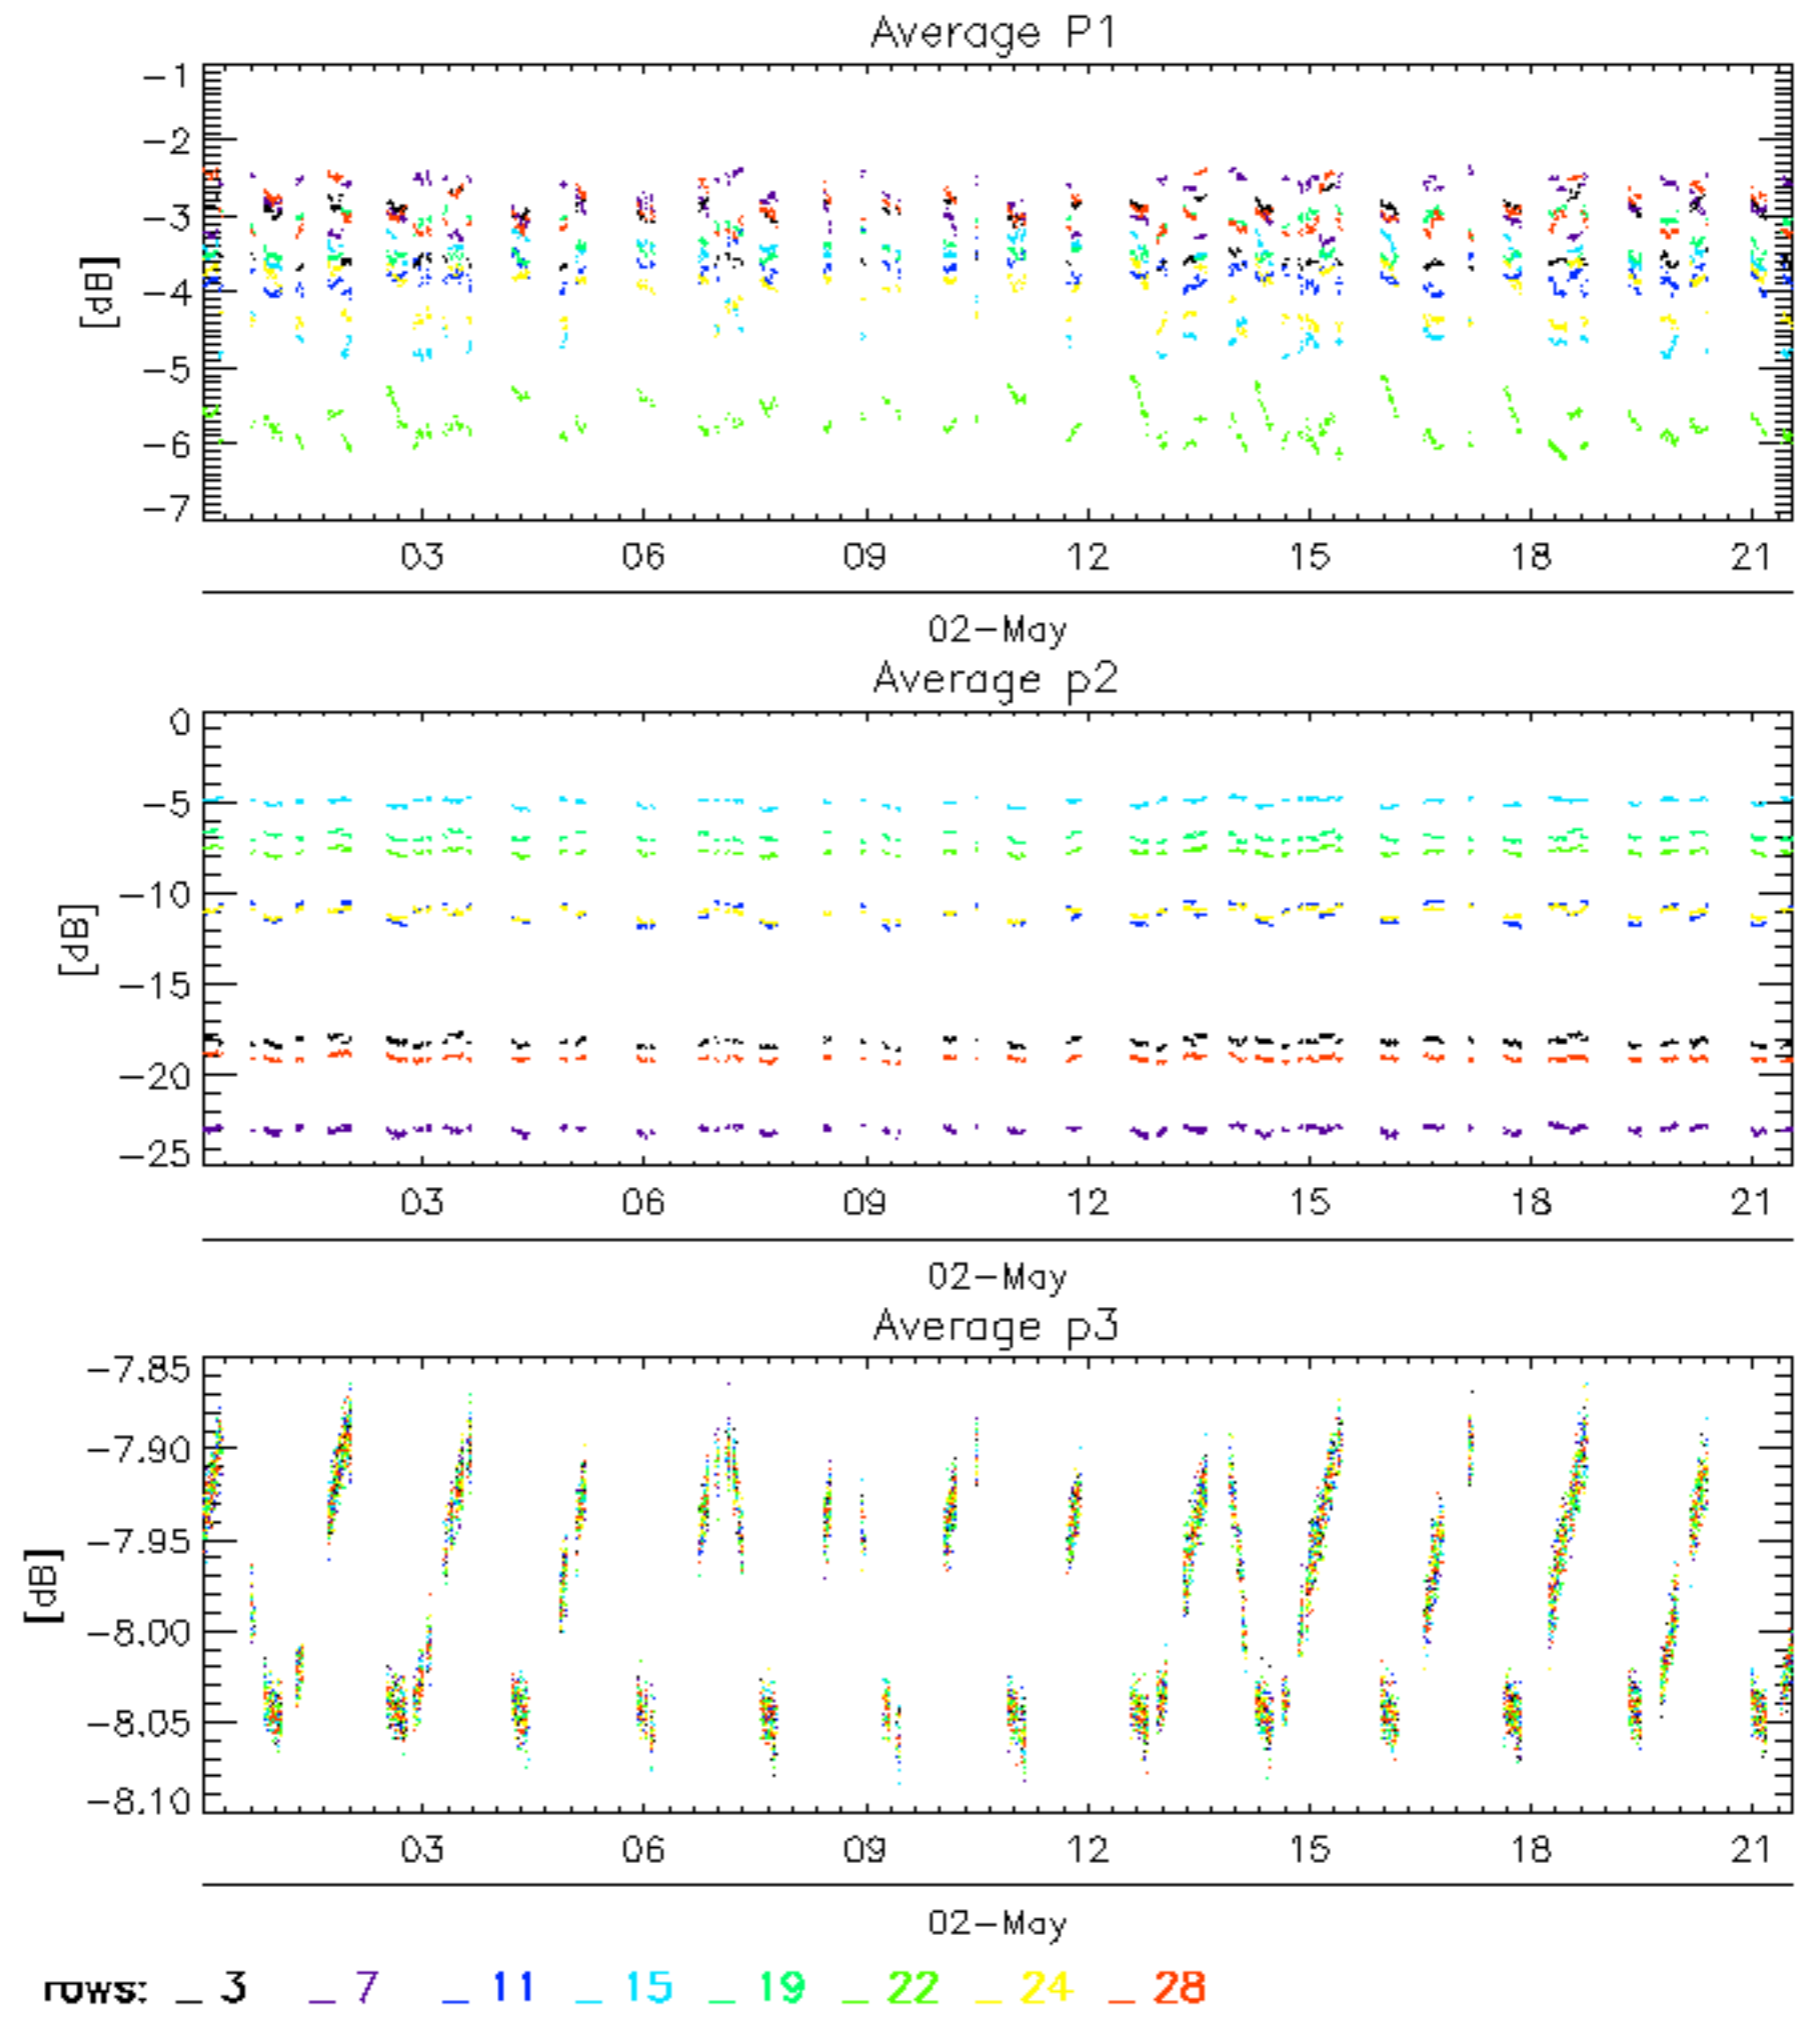 Average P1
-1
-2
-3
-4
-5
-6
-7
[dB]
03 06 09 12 15 18 21
02-May
Average p2
0
-5
-10
-15
-20
-25
[dB]
03 06 09 12 15 18 21
02-May
Average p3
-7.85
-7.90
-7.95
-8.00
-8.05
-8.10
[dB]
03 06 09 12 15 18 21
02-May
rows: _ 3 _ 7 _ 11 _ 15 _ 19 _ 22 _ 24 _ 28